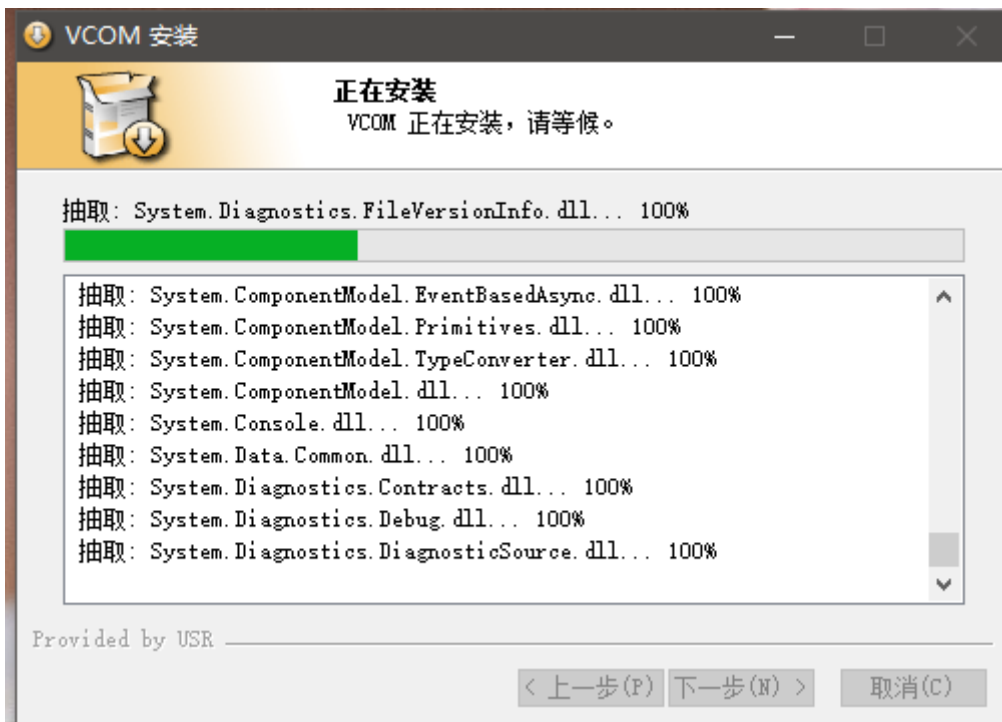 VCOM 安装
正在安装
VCOM 正在安装，请等候。
抽取: System.Diagnostics.FileVersionInfo.dll... 100%
抽取: System.ComponentModel.EventBasedAsync.dll... 100%
抽取: System.ComponentModel.Primitives.dll... 100%
抽取: System.ComponentModel.TypeConverter.dll... 100%
抽取: System.ComponentModel.dll... 100%
抽取: System.Console.dll... 100%
抽取: System.Data.Common.dll... 100%
抽取: System.Diagnostics.Contracts.dll... 100%
抽取: System.Diagnostics.Debug.dll... 100%
抽取: System.Diagnostics.DiagnosticSource.dll... 100%
Provided by USR
< 上一步(P) 下一步(N) > 取消(C)